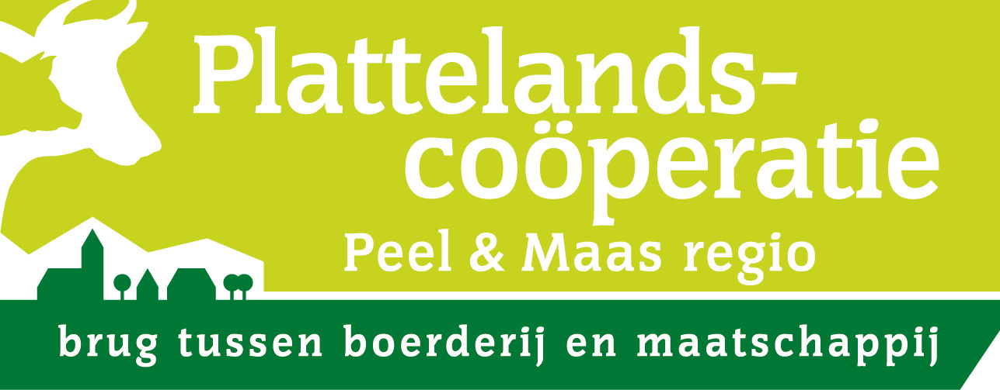 Plattelands-
coöperatie
Peel & Maas regio
brug tussen boerderij en maatschappij